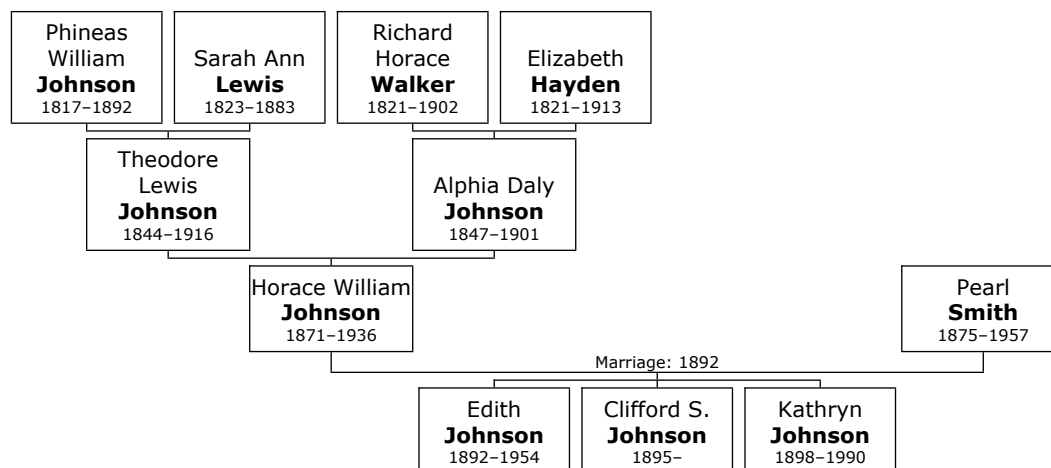 Phineas
William
Johnson
1817–1892
Sarah Ann
Lewis
1823–1883
Richard
Horace
Walker
1821–1902
Elizabeth
Hayden
1821–1913
Theodore
Lewis
Johnson
1844–1916
Alphia Daly
Johnson
1847–1901
Horace William
Johnson
1871–1936
Pearl
Smith
1875–1957
Marriage: 1892
Edith
Johnson
1892–1954
Clifford S.
Johnson
1895–
Kathryn
Johnson
1898–1990